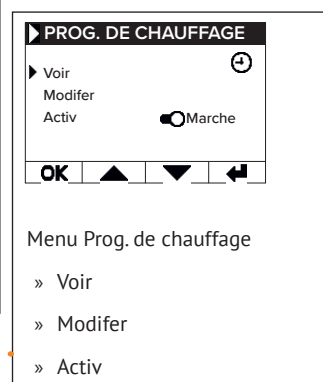 PROG. DE CHAUFFAGE
Voir
Modifer
Activ Marche
OK
Menu Prog. de chauffage
» Voir
» Modifer
» Activ